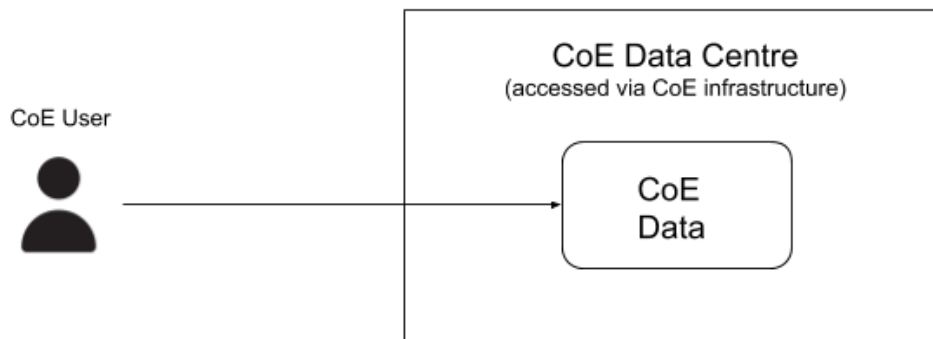 CoE Data Centre
(accessed via CoE infrastructure)
CoE User
CoE
Data